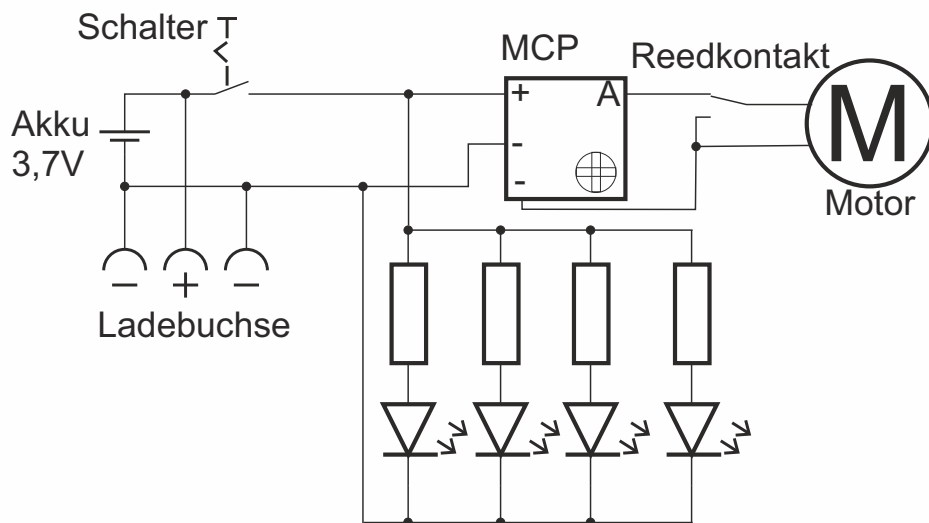 Schalter
MCP
Reedkontakt
Akku
3,7V
+
A
-
-
M
Motor
− + −
Ladebuchse